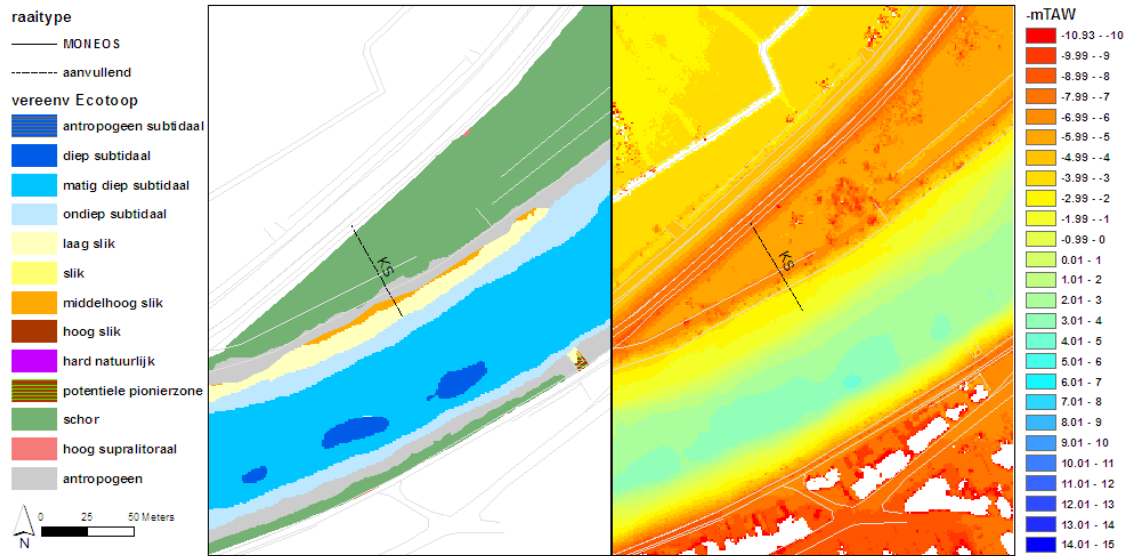 raaitype
MONEOS
aanvullend
vereenv Ecotoop
antropogeen subtidaal
diep subtidaal
matig diep subtidaal
ondiep subtidaal
laag slik
slik
middelhoog slik
hoog slik
hard natuurlijk
potentiele pionierzone
schor
hoog supralitoraal
antropogeen
N
0 25 50 Meters
KS
KS
-mTAW
-10.93 - -10
-9.99 - -9
-8.99 - -8
-7.99 - -7
-6.99 - -6
-5.99 - -5
-4.99 - -4
-3.99 - -3
-2.99 - -2
-1.99 - -1
-0.99 - 0
0.01 - 1
1.01 - 2
2.01 - 3
3.01 - 4
4.01 - 5
5.01 - 6
6.01 - 7
7.01 - 8
8.01 - 9
9.01 - 10
10.01 - 11
11.01 - 12
12.01 - 13
13.01 - 14
14.01 - 15